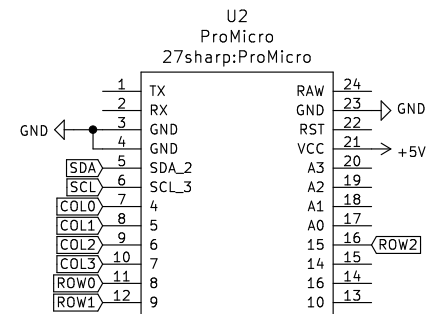 U2
ProMicro
27sharp:ProMicro
1 TX RAW 24
2 RX GND 23 GND
GND 3 GND RST 22
4 GND VCC 21 +5V
SDA 5 SDA_2 A3 20
SCL 6 SCL_3 A2 19
COL0 7 4 A1 18
COL1 8 5 A0 17
COL2 9 6 15 16 ROW2
COL3 10 7 14 15
ROW0 11 8 16 14
ROW1 12 9 10 13